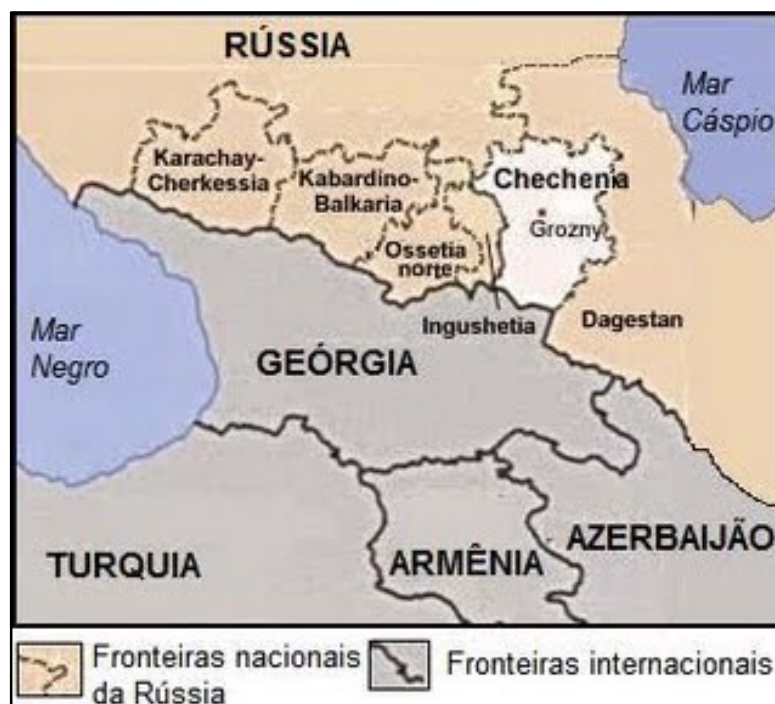 RÚSSIA
Mar
Cáspio
Karachay-
Cherkessia
Kabardino-
Balkaria
Chechenia
Grozny
Ossetia
norte
Ingushetia
Dagestan
Mar
Negro
GEÓRGIA
TURQUIA
ARMÊNIA
AZERBAIJÃO
Fronteiras nacionais
da Rússia
Fronteiras internacionais